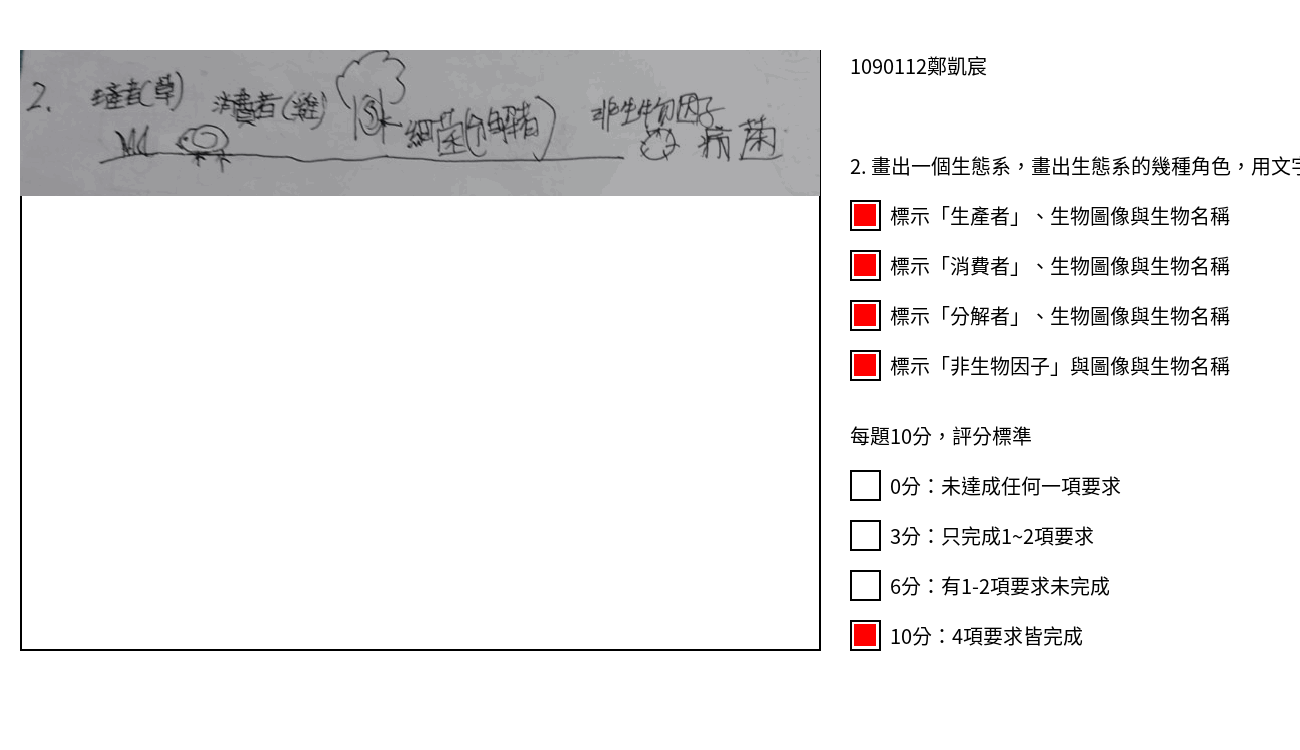 2. 生產者(草) 消費者(雞) 細菌(分解者) 非生物因子
病菌
1090112鄭凱宸
2. 畫出一個生態系，畫出生態系的幾種角色，用文字
標示「生產者」、生物圖像與生物名稱
標示「消費者」、生物圖像與生物名稱
標示「分解者」、生物圖像與生物名稱
標示「非生物因子」與圖像與生物名稱
每題10分，評分標準
0分：未達成任何一項要求
3分：只完成1~2項要求
6分：有1-2項要求未完成
10分：4項要求皆完成